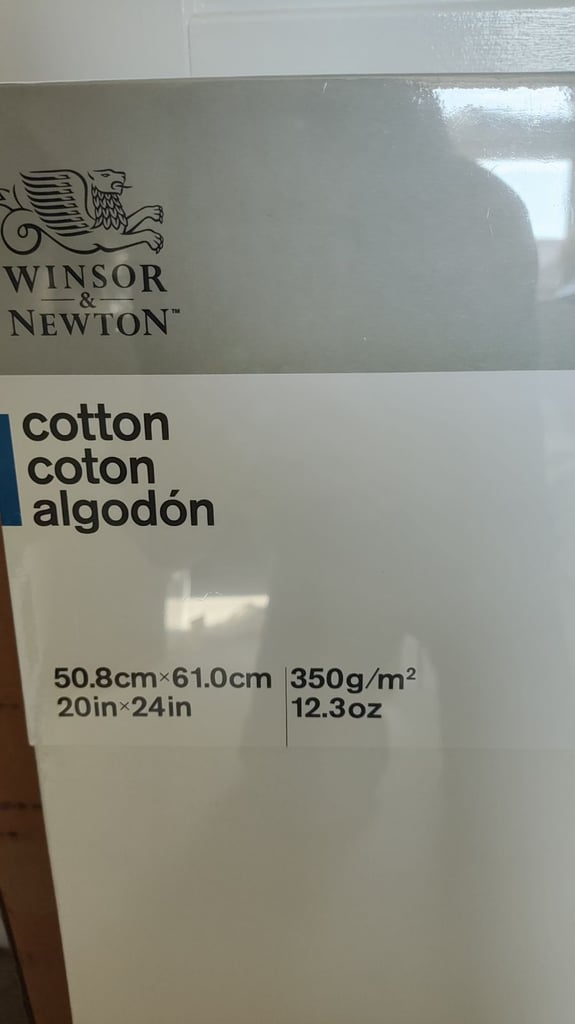 WINSOR
&
NEWTON™
cotton
coton
algodón
50.8cm×61.0cm 350g/m²
20in×24in 12.3oz